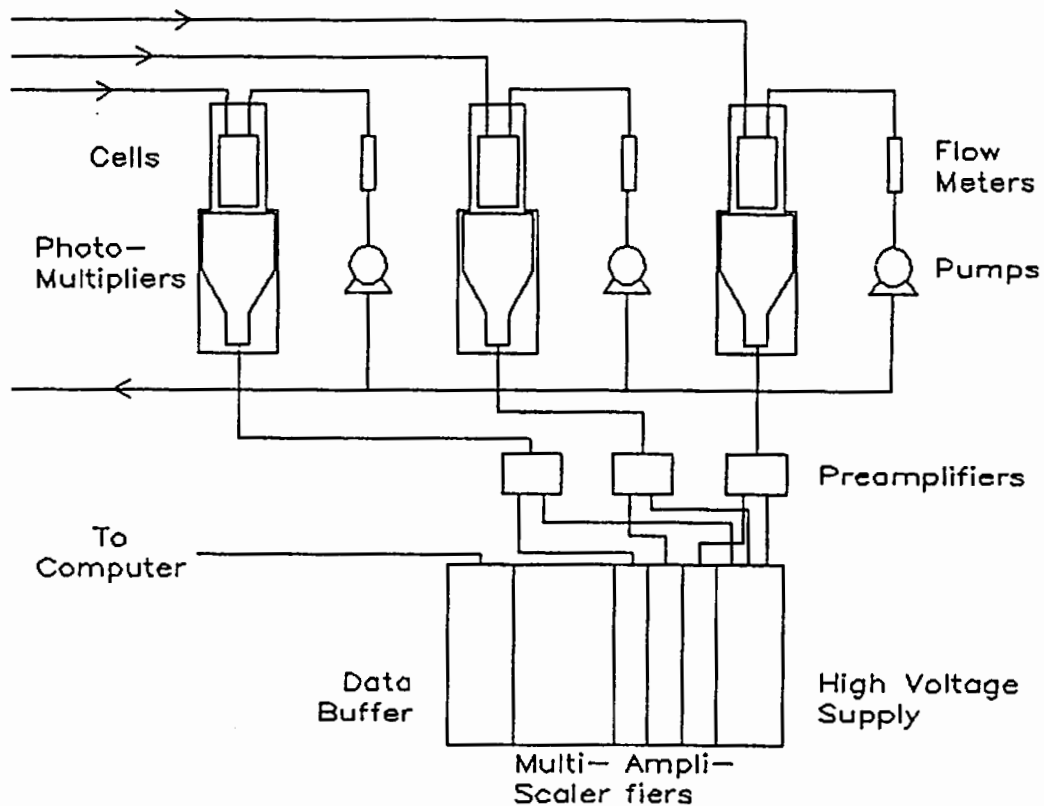 Cells
Flow
Meters
Photo-
Multipliers
Pumps
Preamplifiers
To
Computer
Data
Buffer
High Voltage
Supply
Multi- Ampli-
Scaler fiers